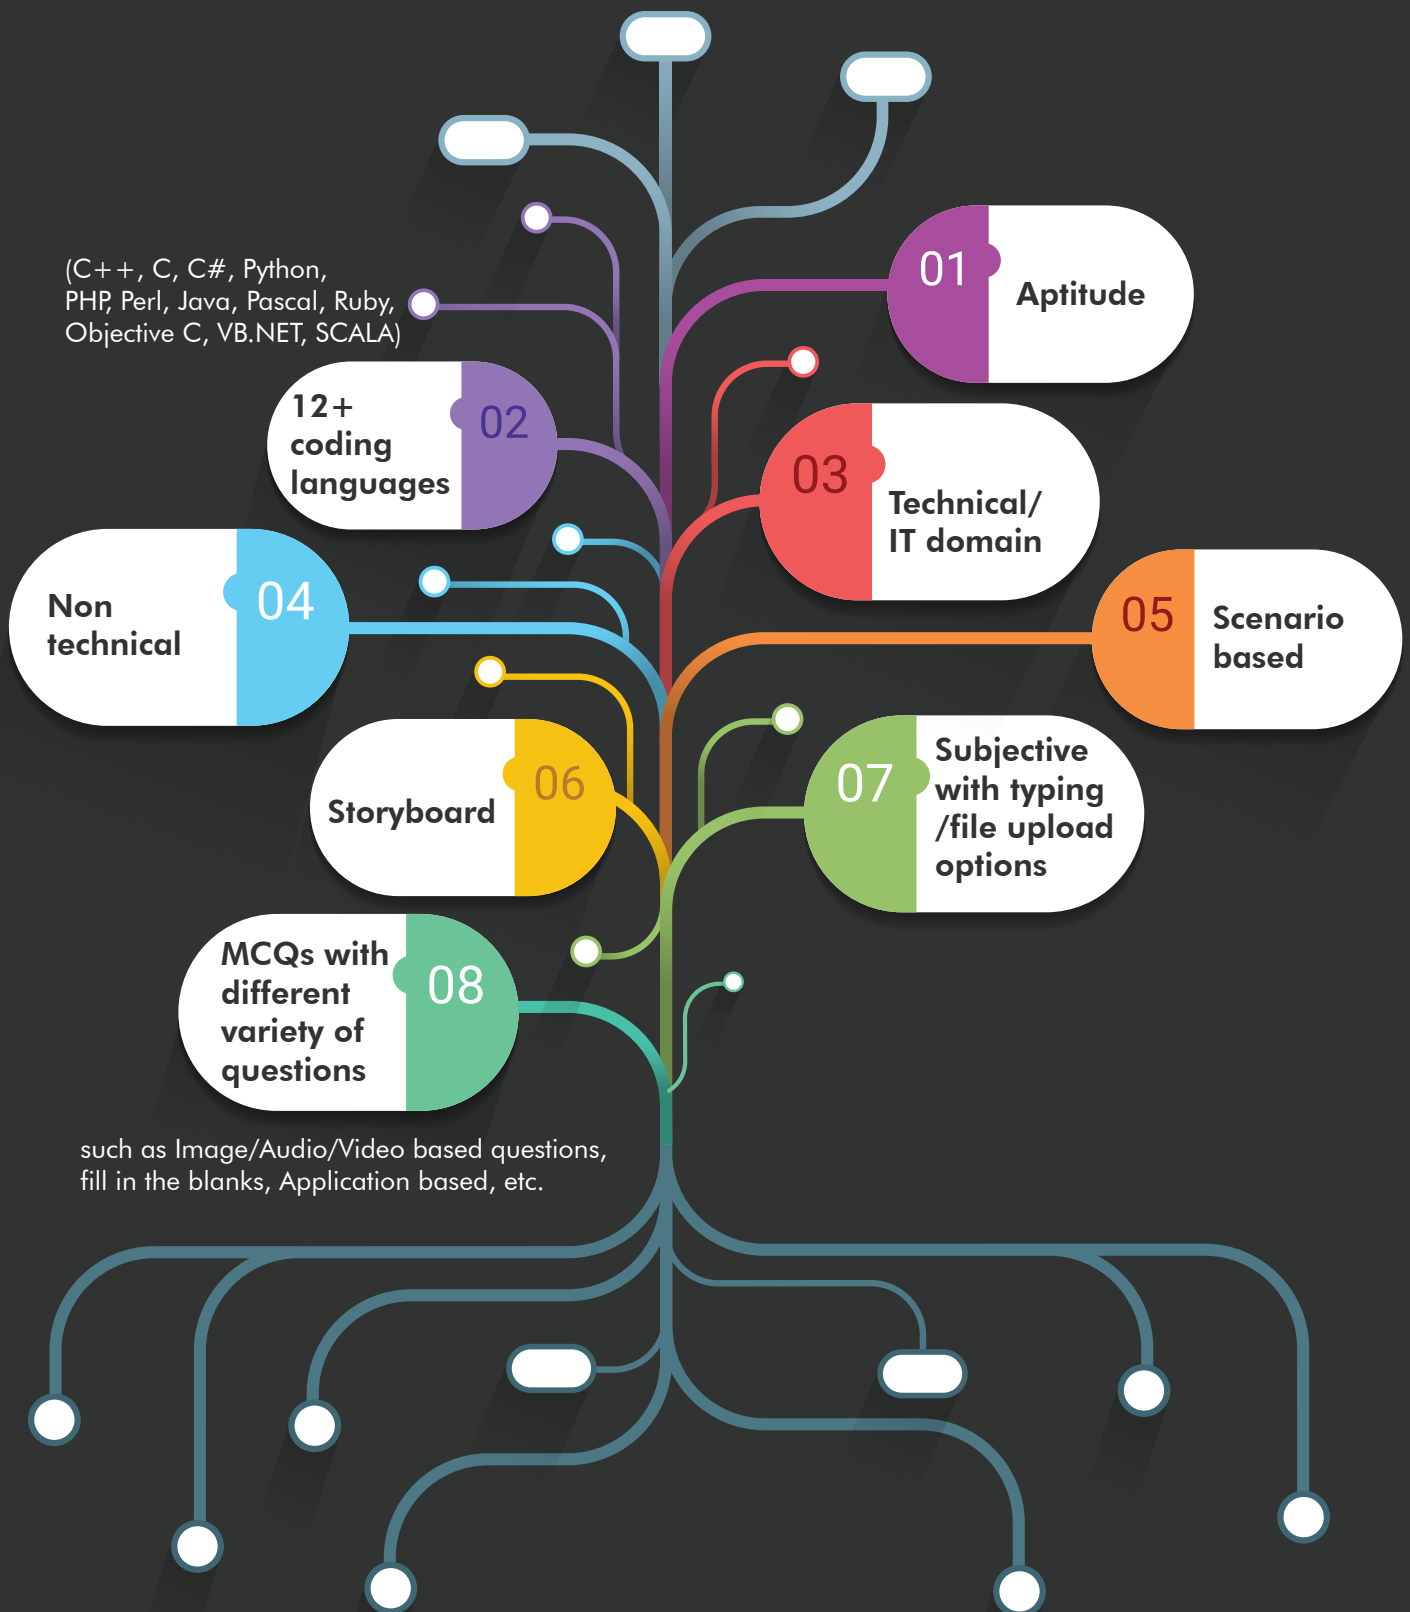 01
Aptitude
(C++, C, C#, Python,
PHP, Perl, Java, Pascal, Ruby,
Objective C, VB.NET, SCALA)
12+
coding
languages
02
03
Technical/
IT domain
Non
technical
04
05
Scenario
based
Storyboard
06
07
Subjective
with typing
/file upload
options
MCQs with
different
variety of
questions
08
such as Image/Audio/Video based questions,
fill in the blanks, Application based, etc.